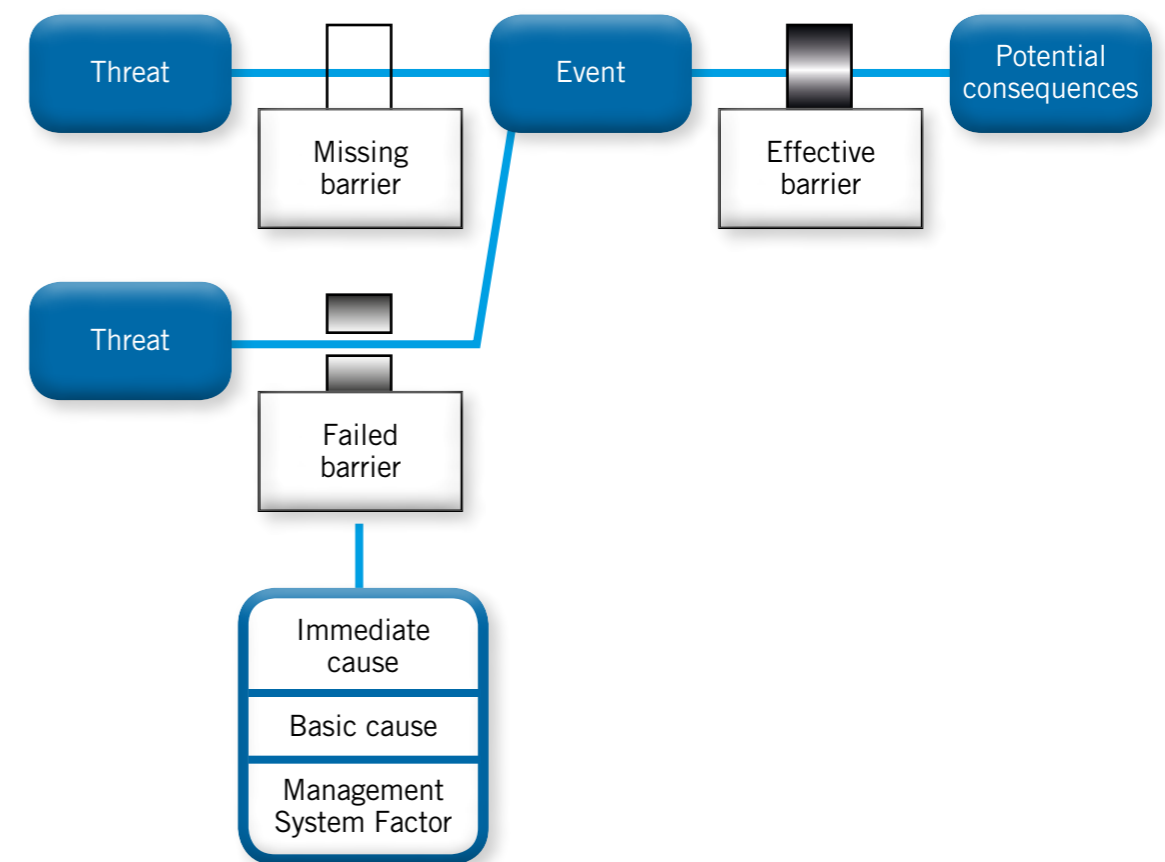 Threat
Event
Potential
consequences
Missing
barrier
Effective
barrier
Threat
Failed
barrier
Immediate
cause
Basic cause
Management
System Factor